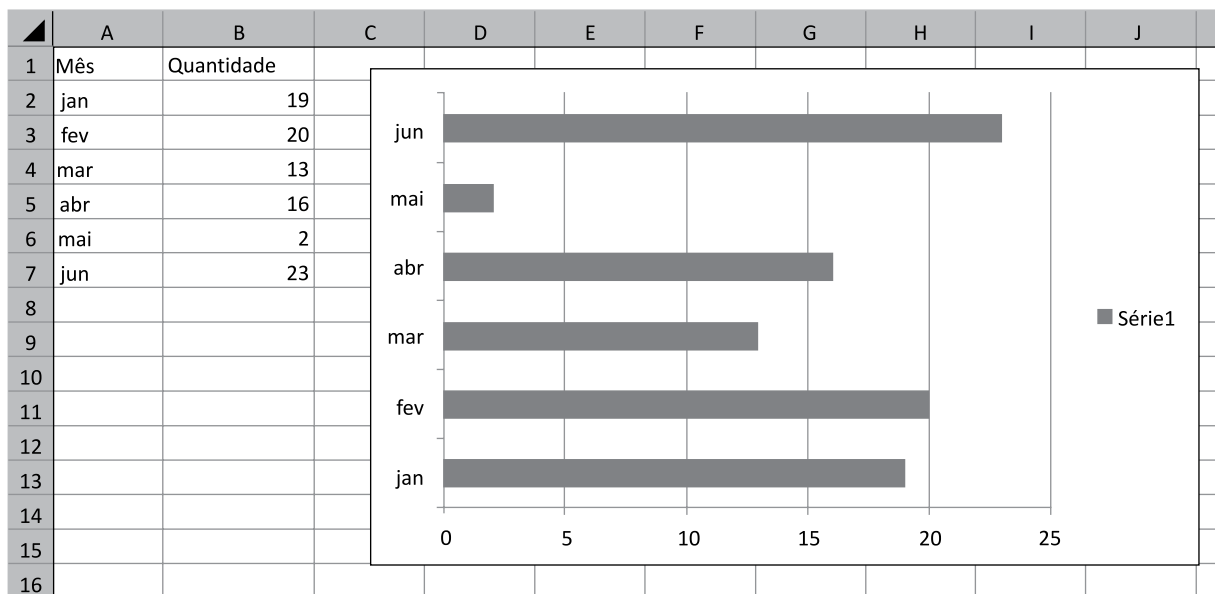 A B C D E F G H I J
1 Mês Quantidade
2 jan 19
3 fev 20
4 mar 13
5 abr 16
6 mai 2
7 jun 23
8
9
10
11
12
13
14
15
16
jun
mai
abr
mar
fev
jan
0 5 10 15 20 25
Série1